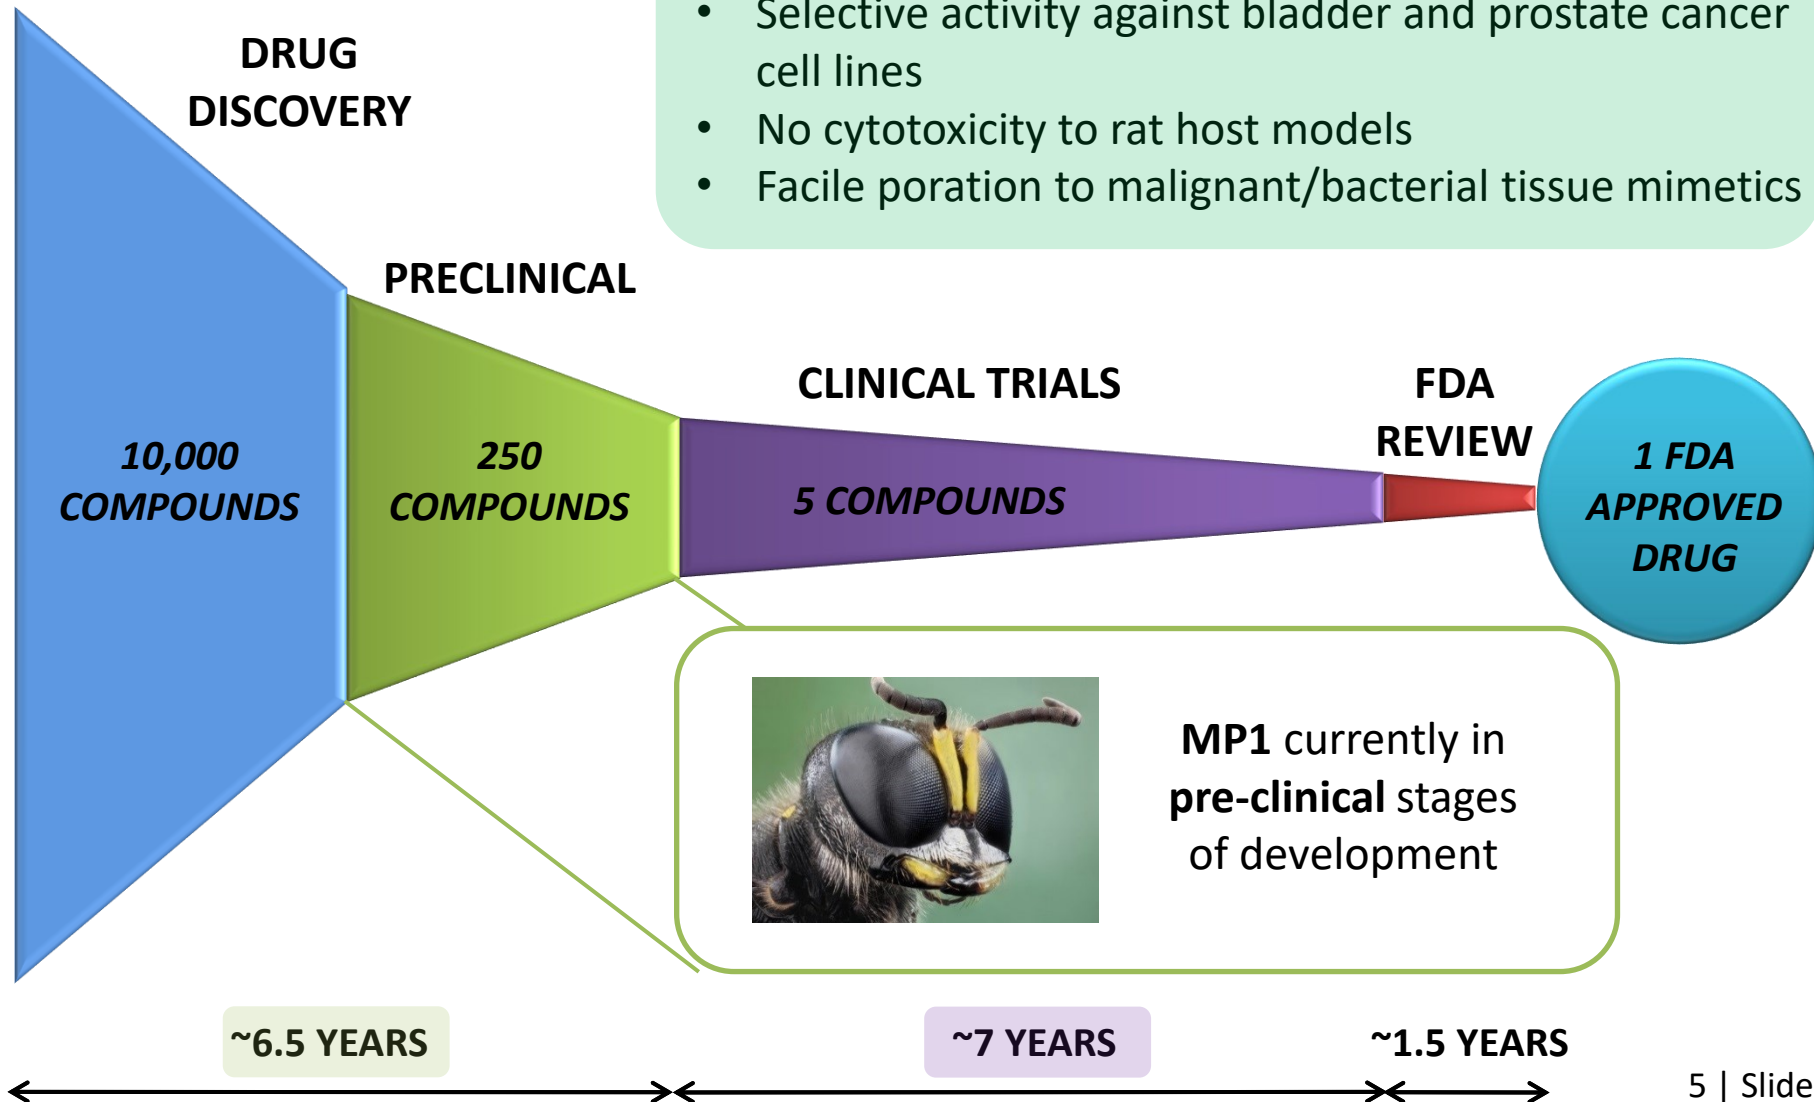 • Selective activity against bladder and prostate cancer
cell lines
• No cytotoxicity to rat host models
• Facile poration to malignant/bacterial tissue mimetics
DRUG
DISCOVERY
PRECLINICAL
CLINICAL TRIALS
FDA
REVIEW
10,000
COMPOUNDS
250
COMPOUNDS
5 COMPOUNDS
1 FDA
APPROVED
DRUG
MP1 currently in
pre-clinical stages
of development
~6.5 YEARS
~7 YEARS
~1.5 YEARS
5 | Slide